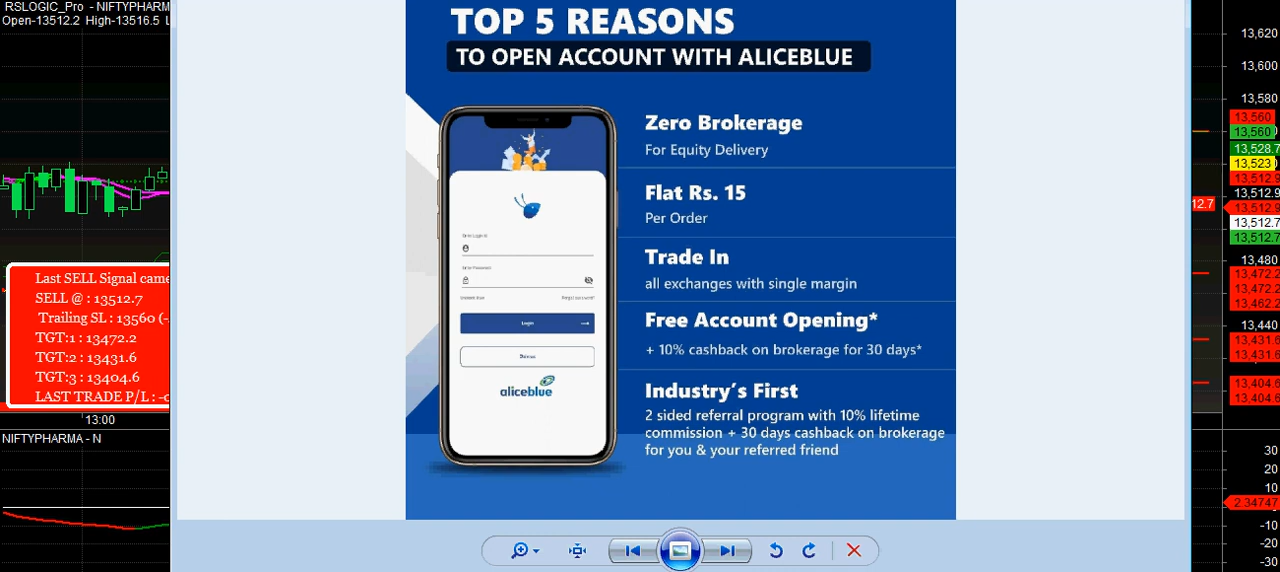 RSLOGIC_Pro - NIFTYPHARM
Open-13512.2 High-13516.5 L
Last SELL Signal came
SELL @ : 13512.7
Trailing SL : 13560 (-
TGT:1 : 13472.2
TGT:2 : 13431.6
TGT:3 : 13404.6
LAST TRADE P/L : -
13:00
NIFTYPHARMA - N
TOP 5 REASONS
TO OPEN ACCOUNT WITH ALICEBLUE
Zero Brokerage
For Equity Delivery
Flat Rs. 15
Per Order
Trade In
all exchanges with single margin
Free Account Opening*
+ 10% cashback on brokerage for 30 days*
Industry's First
2 sided referral program with 10% lifetime
commission + 30 days cashback on brokerage
for you & your referred friend
Login
aliceblue
13,620
13,600
13,580
13,560
13,560
13,528.7
13,523
13,512.9
13,512.9
12.7
13,512.9
13,512.7
13,512.7
13,480
13,472.2
13,472.2
13,462.2
13,440
13,431.6
13,431.6
13,404.6
13,404.6
30
20
10
2.34747
-10
-20
-30